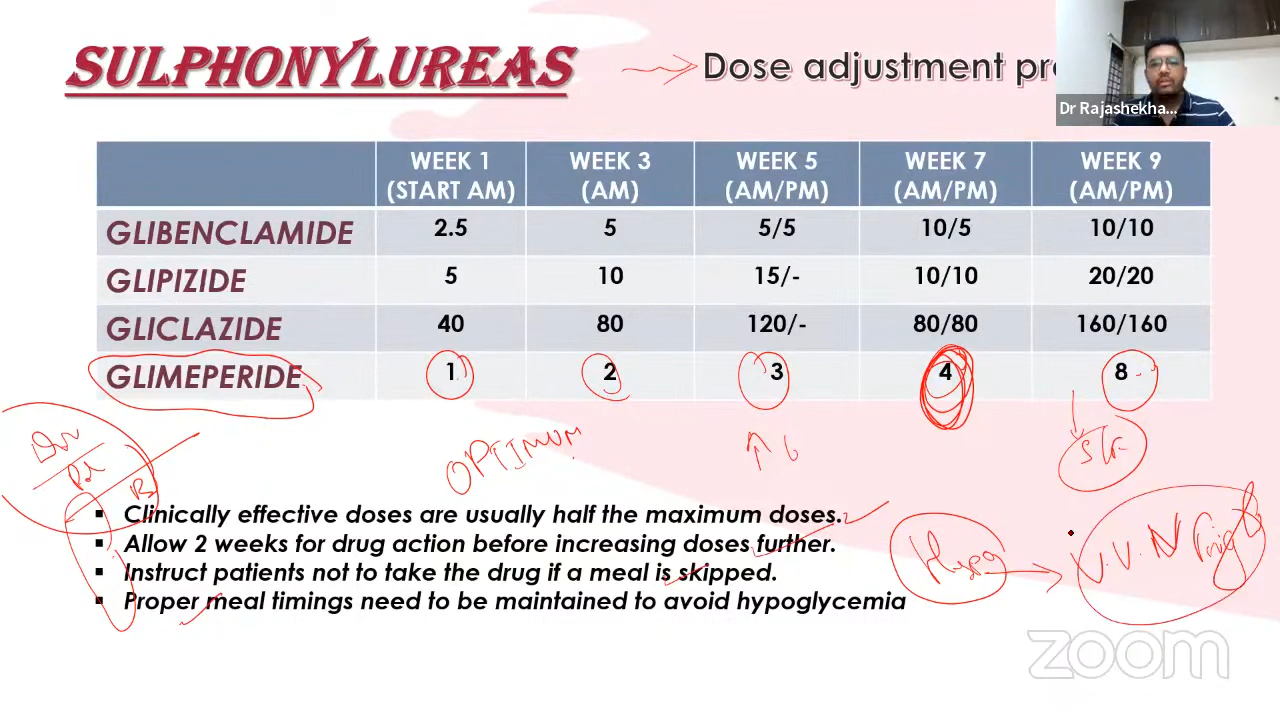 SULPHONYLUREAS
Dose adjustment pr
Dr Rajashekha...
WEEK 1 WEEK 3 WEEK 5 WEEK 7 WEEK 9
(START AM) (AM) (AM/PM) (AM/PM) (AM/PM)
GLIBENCLAMIDE 2.5 5 5/5 10/5 10/10
GLIPIZIDE 5 10 15/- 10/10 20/20
GLICLAZIDE 40 80 120/- 80/80 160/160
GLIMEPERIDE 1 2 3 4 8
OPTIMUM
▪ Clinically effective doses are usually half the maximum doses.
▪ Allow 2 weeks for drug action before increasing doses further.
▪ Instruct patients not to take the drug if a meal is skipped.
▪ Proper meal timings need to be maintained to avoid hypoglycemia
Hypo
zoom